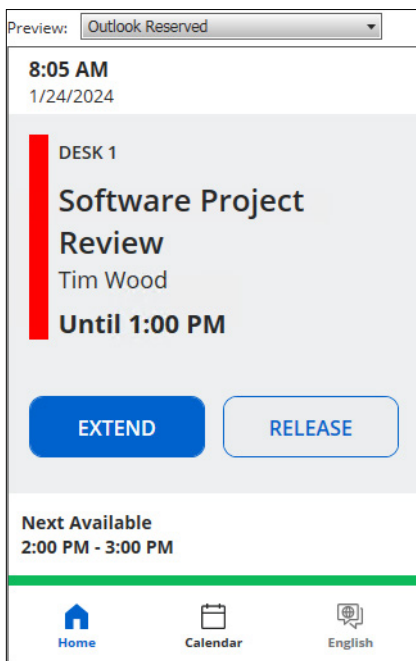 Preview: Outlook Reserved
8:05 AM
1/24/2024
DESK 1
Software Project
Review
Tim Wood
Until 1:00 PM
EXTEND RELEASE
Next Available
2:00 PM - 3:00 PM
Home Calendar English